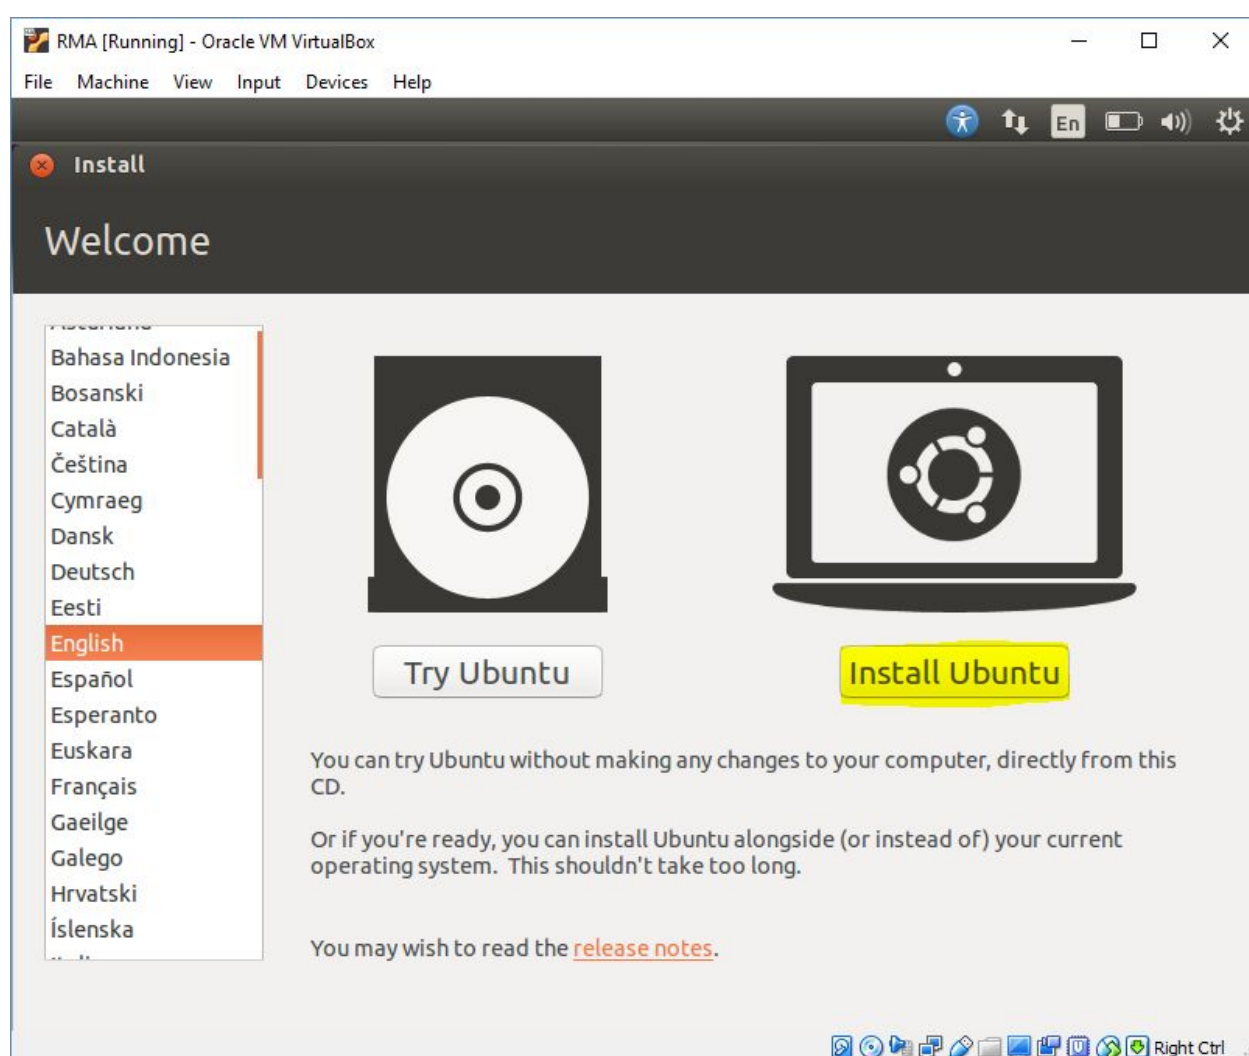 RMA [Running] - Oracle VM VirtualBox
File Machine View Input Devices Help
En
Install
Welcome
Bahasa Indonesia
Bosanski
Català
Čeština
Cymraeg
Dansk
Deutsch
Eesti
English
Español
Esperanto
Euskara
Français
Gaeilge
Galego
Hrvatski
Íslenska
Try Ubuntu
Install Ubuntu
You can try Ubuntu without making any changes to your computer, directly from this
CD.
Or if you're ready, you can install Ubuntu alongside (or instead of) your current
operating system. This shouldn't take too long.
You may wish to read the release notes.
Right Ctrl